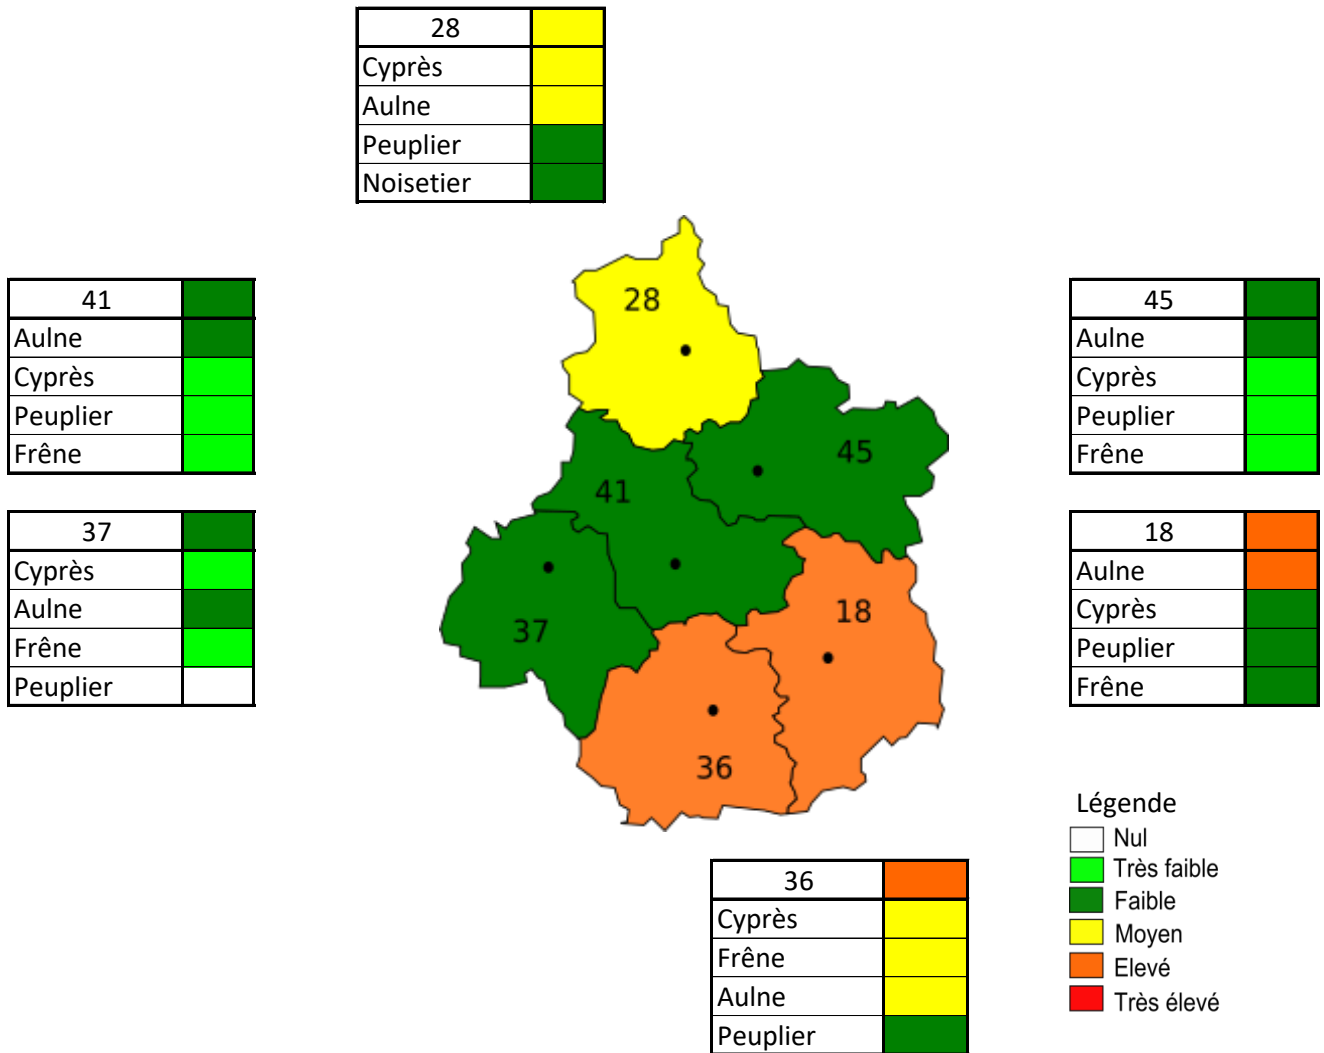 28
Cyprès
Aulne
Peuplier
Noisetier
41
Aulne
Cyprès
Peuplier
Frêne
37
Cyprès
Aulne
Frêne
Peuplier
28
45
41
37
18
36
45
Aulne
Cyprès
Peuplier
Frêne
18
Aulne
Cyprès
Peuplier
Frêne
36
Cyprès
Frêne
Aulne
Peuplier
Légende
Nul
Très faible
Faible
Moyen
Elevé
Très élevé